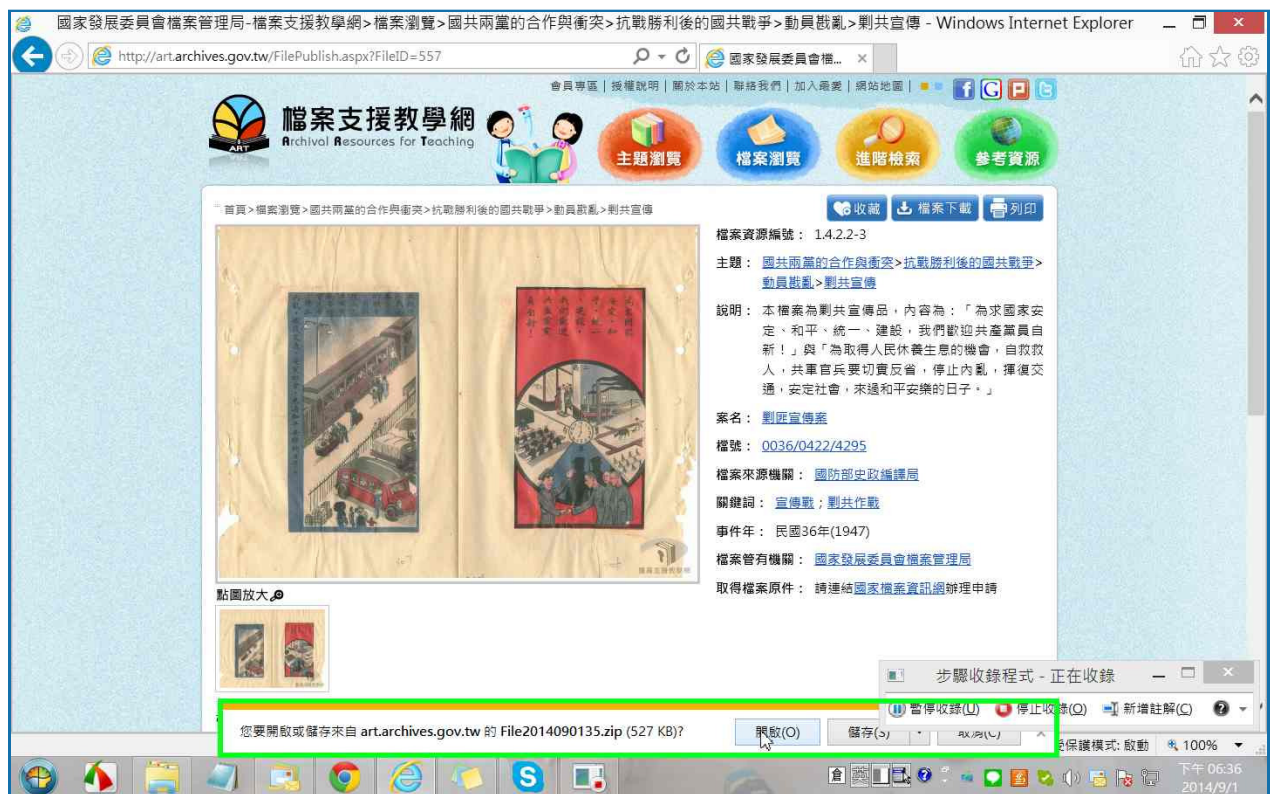 國家發展委員會檔案管理局-檔案支援教學網>檔案瀏覽>國共兩黨的合作與衝突>抗戰勝利後的國共戰爭>動員戡亂>剿共宣傳 - Windows Internet Explorer
http://art.archives.gov.tw/FilePublish.aspx?FileID=557
國家發展委員會檔...
會員專區 | 授權說明 | 關於本站 | 聯絡我們 | 加入最愛 | 網站地圖 |
檔案支援教學網
Archival Resources for Teaching
ART
主題瀏覽
檔案瀏覽
進階檢索
參考資源
首頁>檔案瀏覽>國共兩黨的合作與衝突>抗戰勝利後的國共戰爭>動員戡亂>剿共宣傳
收藏
檔案下載
列印
檔案資源編號： 1.4.2.2-3
主題： 國共兩黨的合作與衝突>抗戰勝利後的國共戰爭>
動員戡亂>剿共宣傳
說明： 本檔案為剿共宣傳品，內容為：「為求國家安
定、和平、統一、建設，我們歡迎共產黨員自
新！」與「為取得人民休養生息的機會，自救救
人，共軍官兵要切實反省，停止內亂，揮復交
通，安定社會，來過和平安樂的日子。」
案名： 剿匪宣傳案
檔號： 0036/0422/4295
檔案來源機關： 國防部史政編譯局
關鍵詞： 宣傳戰；剿共作戰
事件年： 民國36年(1947)
檔案管有機關： 國家發展委員會檔案管理局
取得檔案原件： 請連結國家檔案資訊網辦理申請
檔案支援教學網
點圖放大
步驟收錄程式 - 正在收錄
暫停收錄(U)
停止收錄(O)
新增註解(C)
您要開啟或儲存來自 art.archives.gov.tw 的 File2014090135.zip (527 KB)?
開啟(O)
儲存(S)
取消(C)
受保護模式: 啟動
100%
下午 06:36
2014/9/1